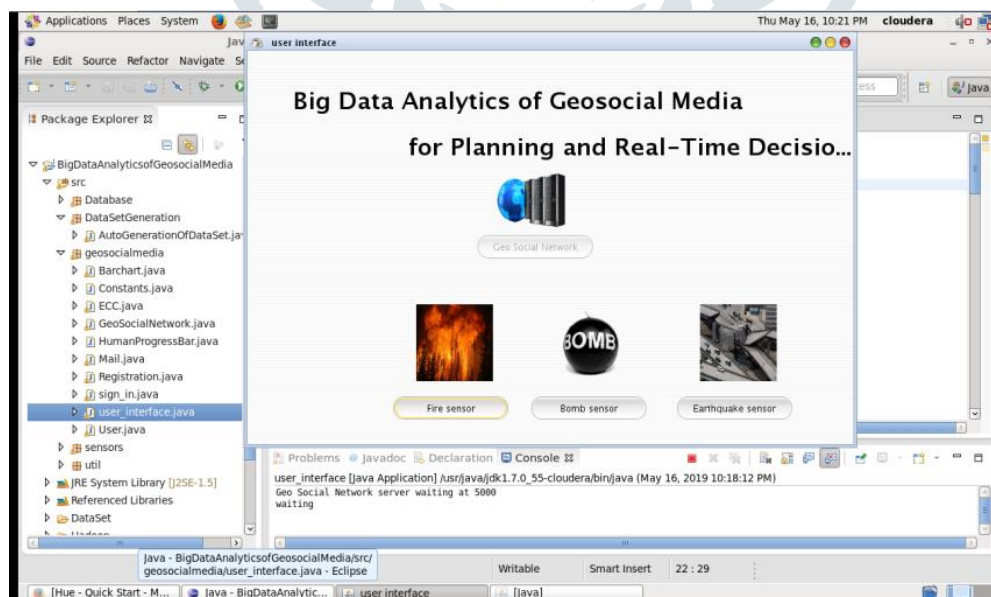 Applications Places System
Thu May 16, 10:21 PM cloudera
Jav
user interface
File Edit Source Refactor Navigate
Big Data Analytics of Geosocial Media
for Planning and Real-Time Decisio...
Java
Package Explorer
BigDataAnalyticsofGeosocialMedia
src
Database
DataSetGeneration
AutoGenerationOfDataSet.ja
geosocialmedia
Barchart.java
Constants.java
ECC.java
GeoSocialNetwork.java
HumanProgressBar.java
Mail.java
Registration.java
sign_in.java
user_interface.java
User.java
sensors
util
JRE System Library [J2SE-1.5]
Referenced Libraries
DataSet
Geo Social Network
BOMB
Fire sensor
Bomb sensor
Earthquake sensor
Problems Javadoc Declaration Console
user_interface [Java Application] /usr/java/jdk1.7.0_55-cloudera/bin/java (May 16, 2019 10:18:12 PM)
Geo Social Network server waiting at 5000
waiting
Java - BigDataAnalyticsofGeosocialMedia/src/
geosocialmedia/user_interface.java - Eclipse
Writable Smart Insert 22 : 29
[Hue - Quick Start - M... Java - BigDataAnalytic... user interface [Java]